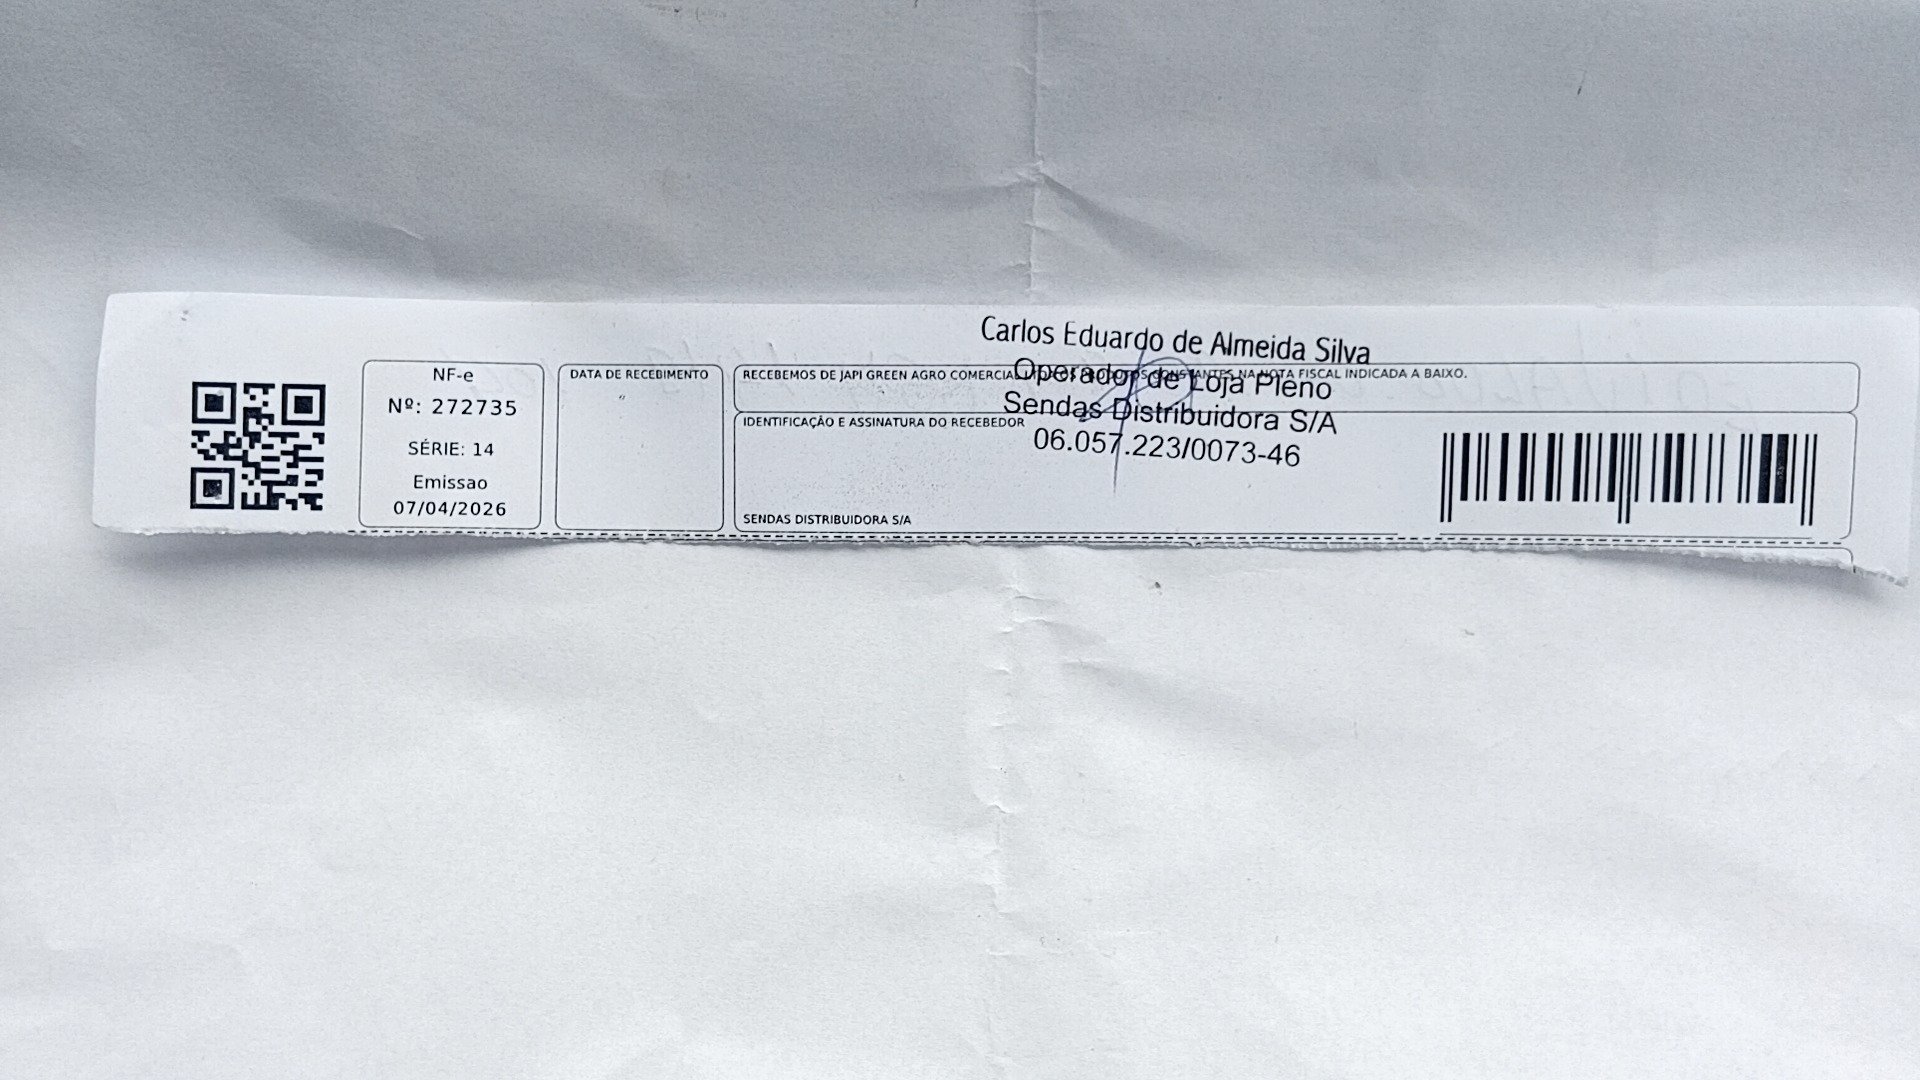 NF-e
Nº: 272735
SÉRIE: 14
Emissao
07/04/2026
DATA DE RECEBIMENTO
RECEBEMOS DE JAPI GREEN AGRO COMERCIAL PRODUTOS CONSTANTES NA NOTA FISCAL INDICADA A BAIXO.
IDENTIFICAÇÃO E ASSINATURA DO RECEBEDOR
SENDAS DISTRIBUIDORA S/A
Carlos Eduardo de Almeida Silva
Operador de Loja Pleno
Sendas Distribuidora S/A
06.057.223/0073-46